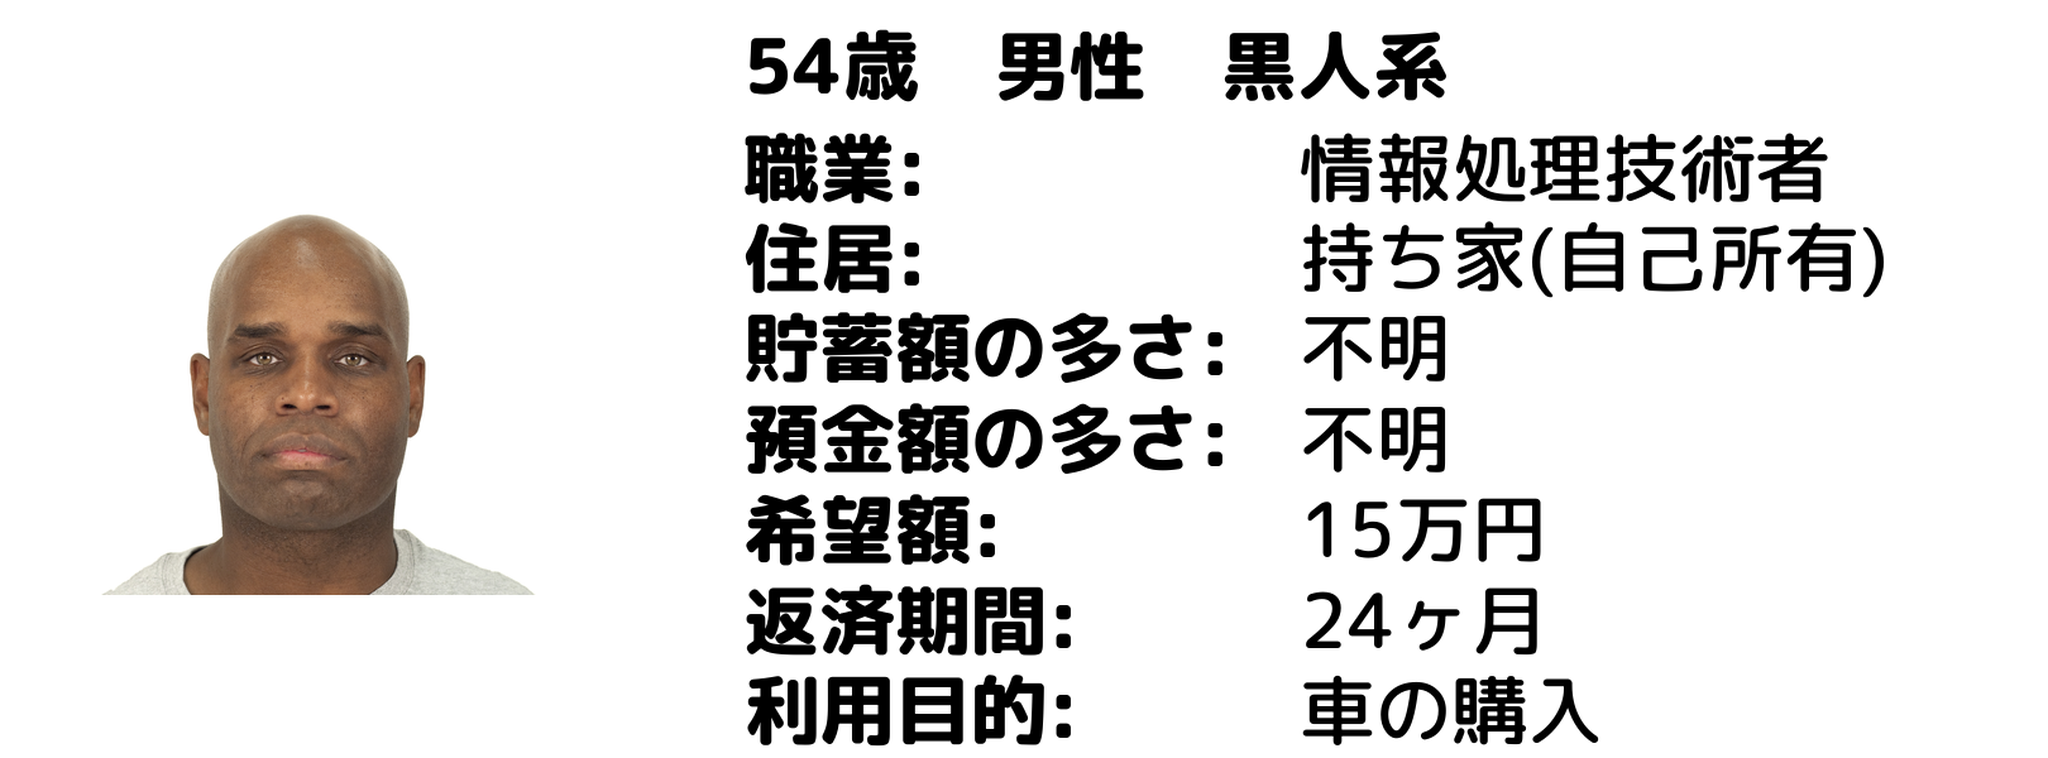 54歳　男性　黒人系
職業: 情報処理技術者
住居: 持ち家(自己所有)
貯蓄額の多さ: 不明
預金額の多さ: 不明
希望額: 15万円
返済期間: 24ヶ月
利用目的: 車の購入